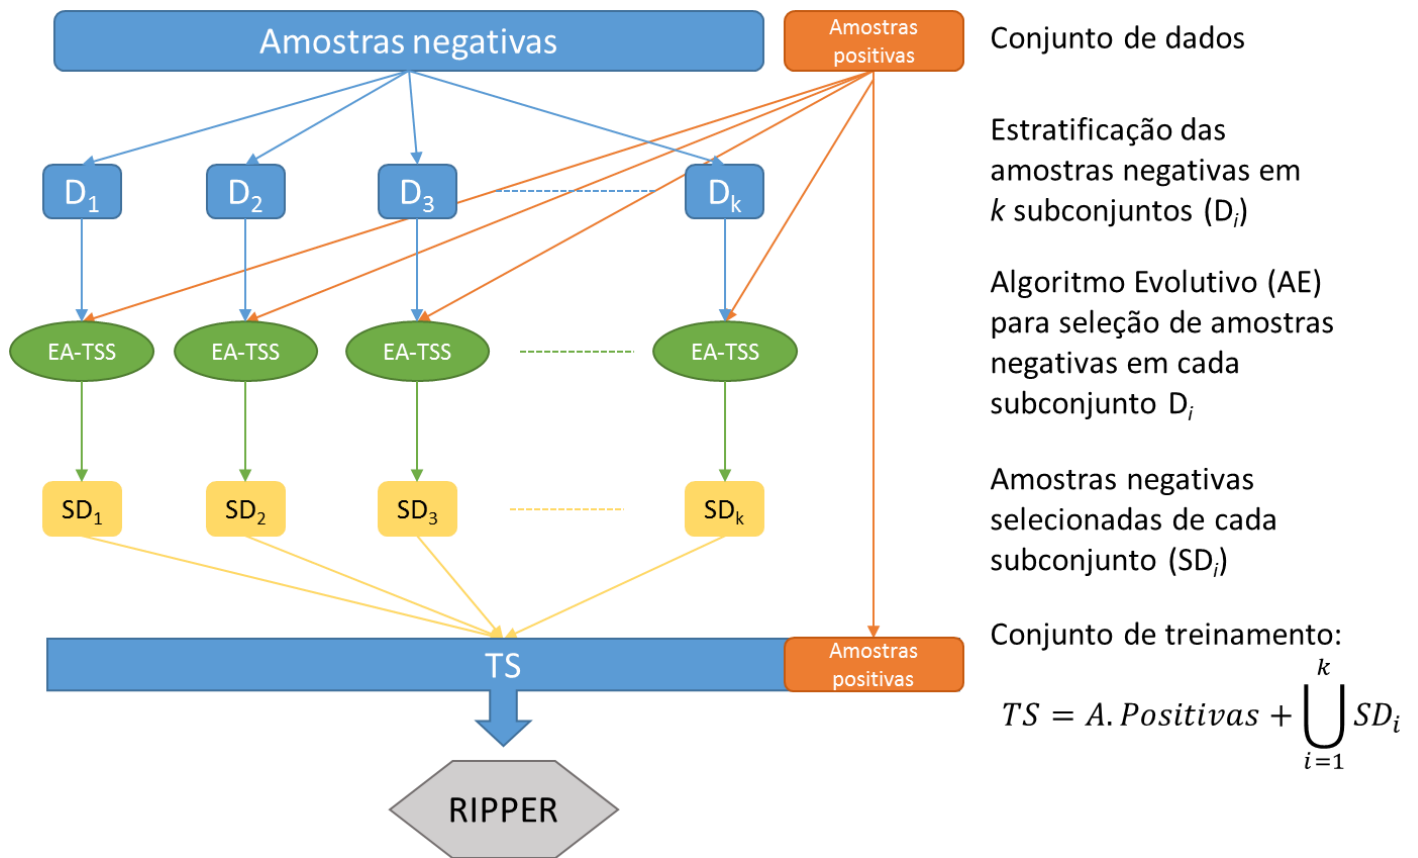 Amostras negativas
Amostras
positivas
Conjunto de dados
Estratificação das
amostras negativas em
k subconjuntos (Di)
D1
D2
D3
Dk
Algoritmo Evolutivo (AE)
para seleção de amostras
negativas em cada
subconjunto Di
EA-TSS
EA-TSS
EA-TSS
EA-TSS
Amostras negativas
selecionadas de cada
subconjunto (SDi)
SD1
SD2
SD3
SDk
Conjunto de treinamento:
TS
Amostras
positivas
TS = A. Positivas + ⋃_{i=1}^{k} SD_i
RIPPER